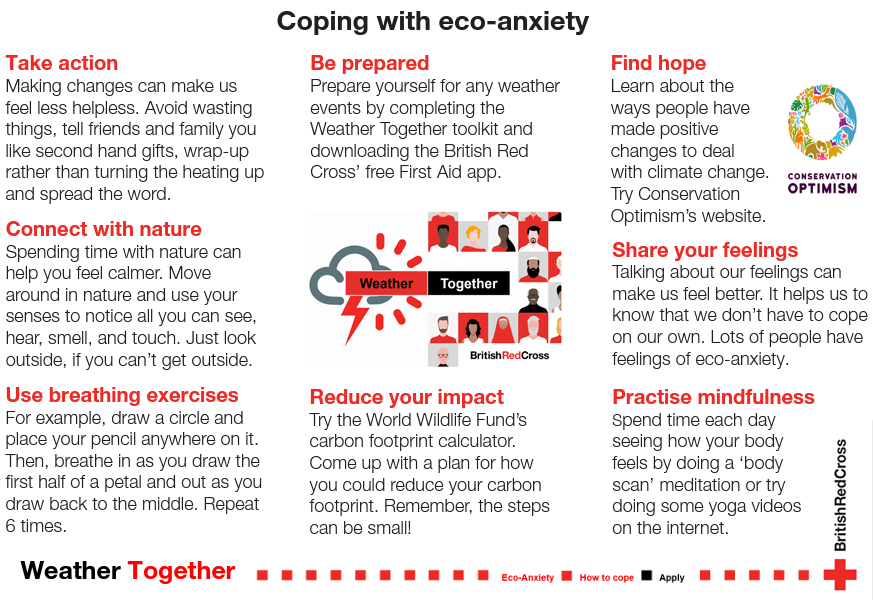 Coping with eco-anxiety
Take action
Making changes can make us
feel less helpless. Avoid wasting
things, tell friends and family you
like second hand gifts, wrap-up
rather than turning the heating up
and spread the word.
Connect with nature
Spending time with nature can
help you feel calmer. Move
around in nature and use your
senses to notice all you can see,
hear, smell, and touch. Just look
outside, if you can’t get outside.
Use breathing exercises
For example, draw a circle and
place your pencil anywhere on it.
Then, breathe in as you draw the
first half of a petal and out as you
draw back to the middle. Repeat
6 times.
Be prepared
Prepare yourself for any weather
events by completing the
Weather Together toolkit and
downloading the British Red
Cross’ free First Aid app.
Weather Together
BritishRedCross
Reduce your impact
Try the World Wildlife Fund’s
carbon footprint calculator.
Come up with a plan for how
you could reduce your carbon
footprint. Remember, the steps
can be small!
Find hope
Learn about the
ways people have
made positive
changes to deal
with climate change.
Try Conservation
Optimism’s website.
CONSERVATION
OPTIMISM
Share your feelings
Talking about our feelings can
make us feel better. It helps us to
know that we don’t have to cope
on our own. Lots of people have
feelings of eco-anxiety.
Practise mindfulness
Spend time each day
seeing how your body
feels by doing a ‘body
scan’ meditation or try
doing some yoga videos
on the internet.
BritishRedCross
Weather Together
Eco-Anxiety How to cope Apply